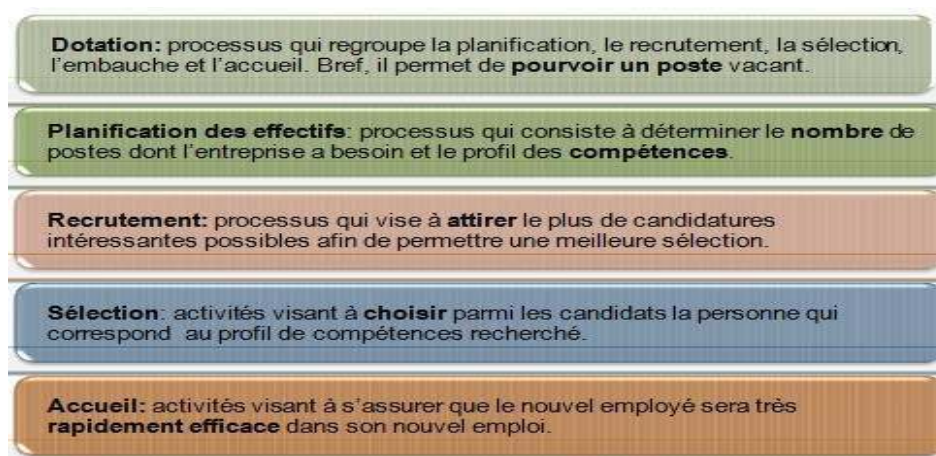 Dotation: processus qui regroupe la planification, le recrutement, la sélection,
l'embauche et l'accueil. Bref, il permet de pourvoir un poste vacant.
Planification des effectifs: processus qui consiste à déterminer le nombre de
postes dont l'entreprise a besoin et le profil des compétences.
Recrutement: processus qui vise à attirer le plus de candidatures
intéressantes possibles afin de permettre une meilleure sélection.
Sélection: activités visant à choisir parmi les candidats la personne qui
correspond au profil de compétences recherché.
Accueil: activités visant à s'assurer que le nouvel employé sera très
rapidement efficace dans son nouvel emploi.